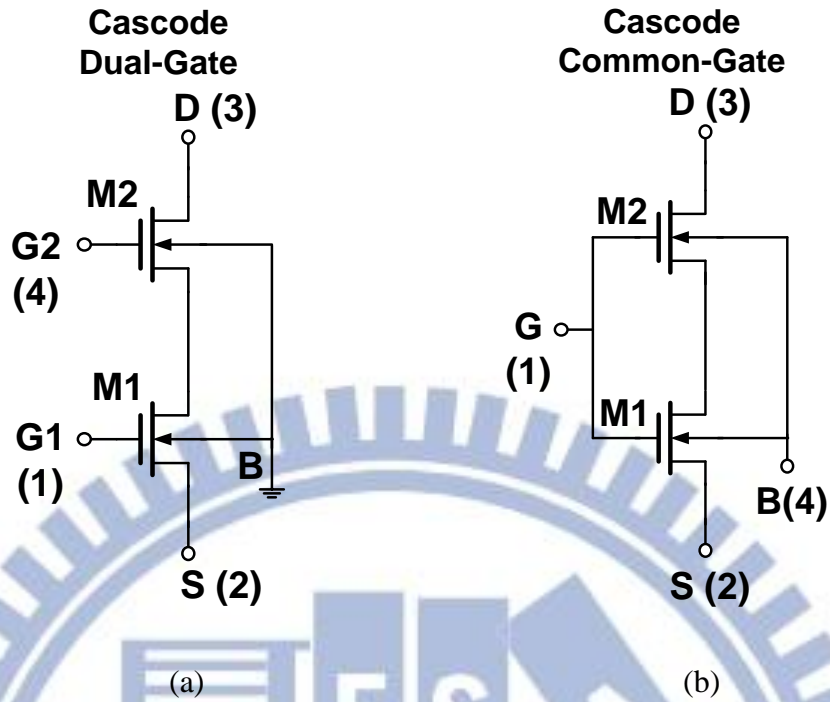 Cascode
Dual-Gate
D (3)
M2
G2
(4)
M1
G1
(1)
B
S (2)
(a)
Cascode
Common-Gate
D (3)
M2
G
(1)
M1
B(4)
S (2)
(b)